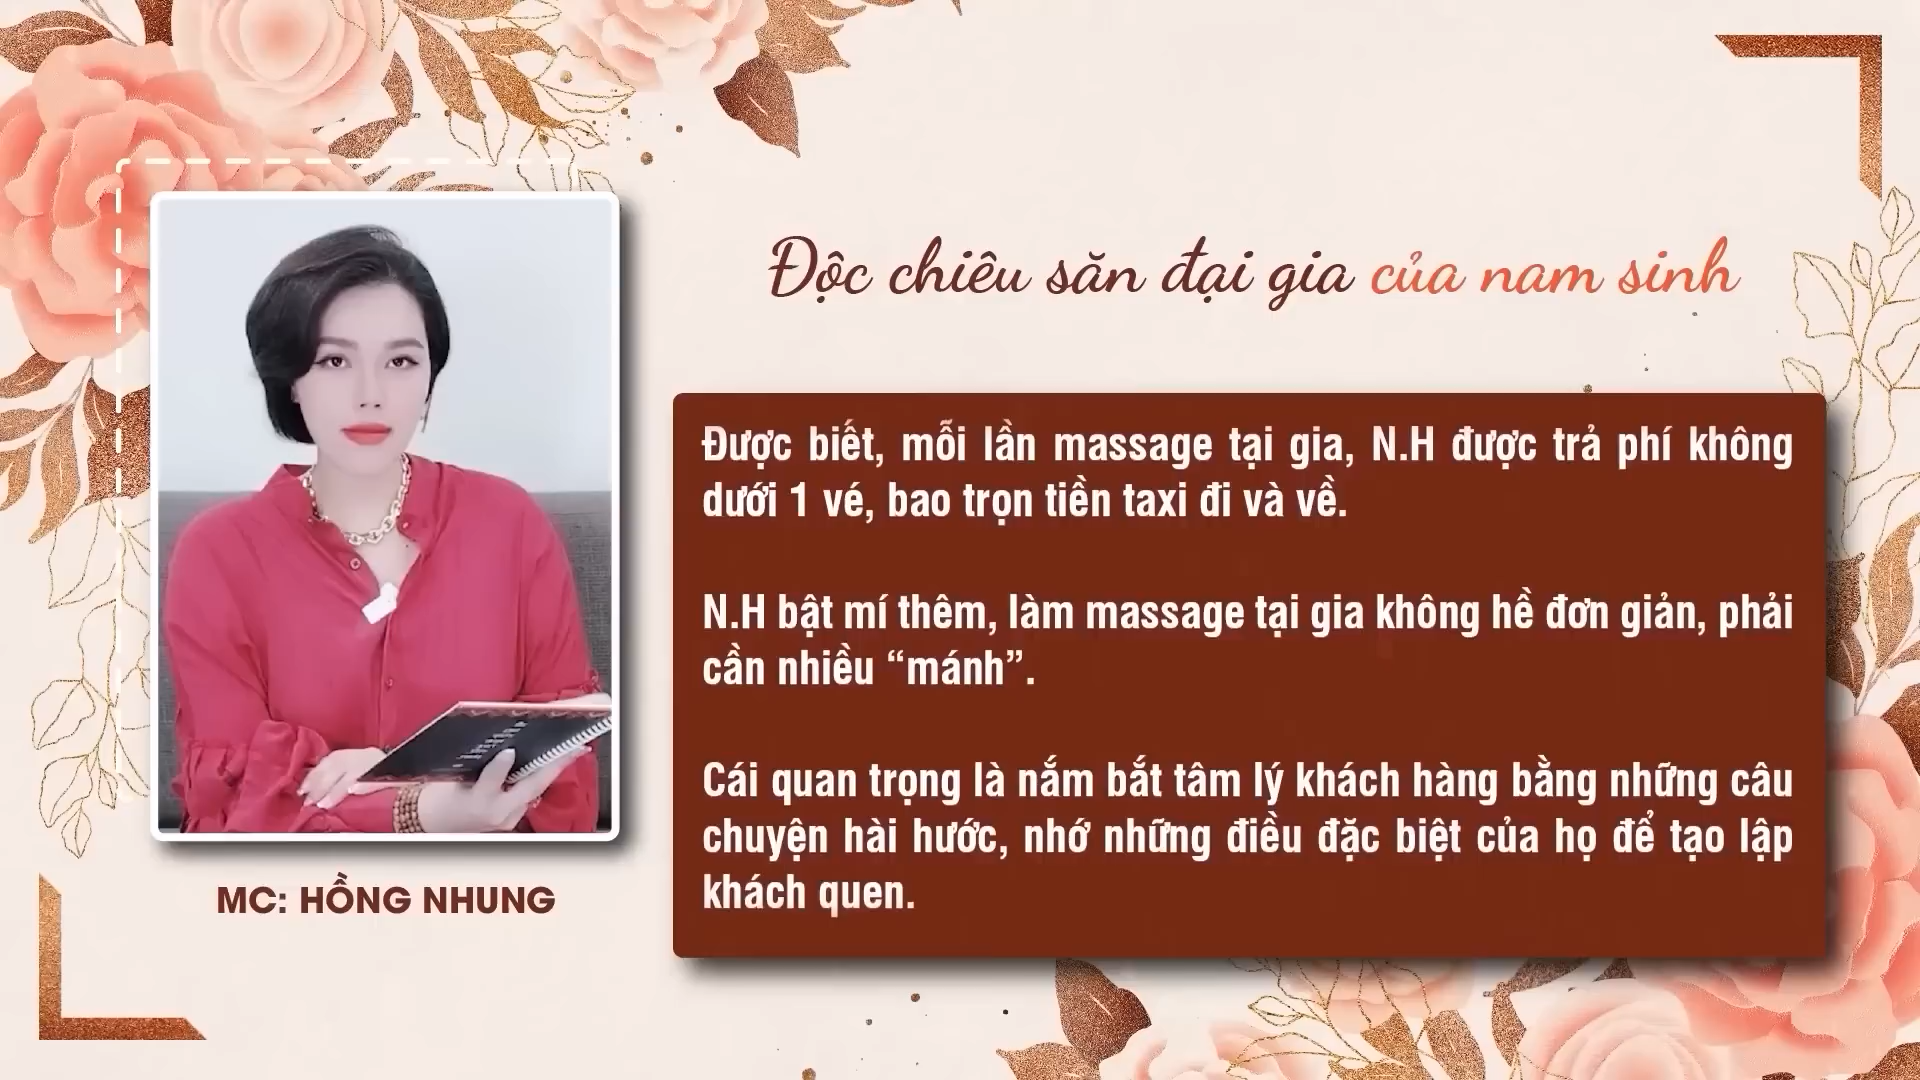 Độc chiêu săn đại gia của nam sinh
Được biết, mỗi lần massage tại gia, N.H được trả phí không
dưới 1 vé, bao trọn tiền taxi đi và về.
N.H bật mí thêm, làm massage tại gia không hề đơn giản, phải
cần nhiều “mánh”.
Cái quan trọng là nắm bắt tâm lý khách hàng bằng những câu
chuyện hài hước, nhớ những điều đặc biệt của họ để tạo lập
khách quen.
MC: HỒNG NHUNG